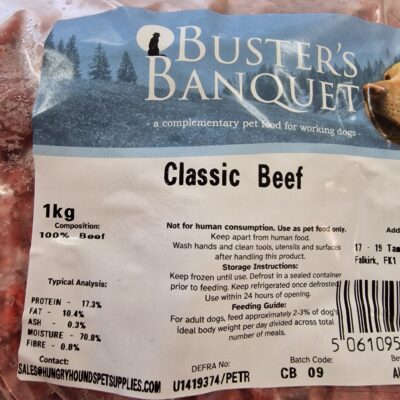 BUSTER'S
BANQUET
- a complementary pet food for working dogs -
Classic Beef
1kg
Composition:
100% Beef
Typical Analysis:
PROTEIN - 17.3%
FAT - 10.4%
ASH - 0.3%
MOISTURE - 70.8%
FIBRE - 0.8%
Contact:
SALES@HUNGRYHOUNDSPETSUPPLIES.COM
Not for human consumption. Use as pet food only.
Keep apart from human food.
Wash hands and clean tools, utensils and surfaces
after handling this product.
Storage Instructions:
Keep frozen until use. Defrost in a sealed container
prior to feeding. Keep refrigerated once defrosted
Use within 24 hours of opening.
Feeding Guide:
For adult dogs, feed approximately 2-3% of dog's
ideal body weight per day divided across total
number of meals.
DEFRA No:
U1419374/PETR
Batch Code:
CB 09
Add
17 - 19 Tam
Falkirk, FK1
5 061095
Bes